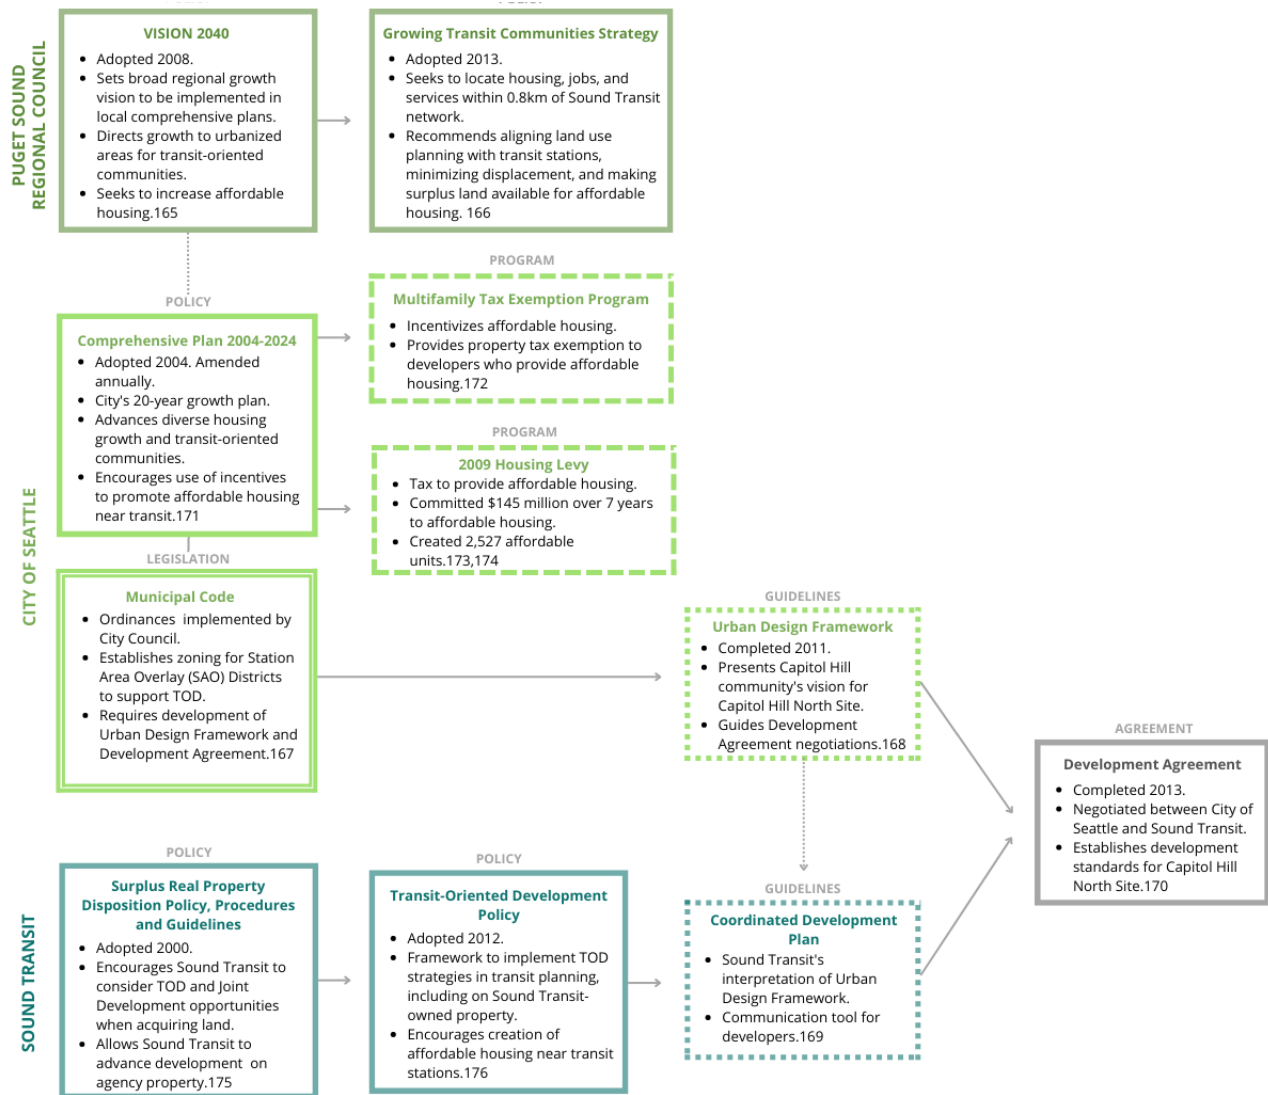 POLICY
POLICY
PUGET SOUND
REGIONAL COUNCIL
VISION 2040
Adopted 2008.
Sets broad regional growth
vision to be implemented in
local comprehensive plans.
Directs growth to urbanized
areas for transit-oriented
communities.
Seeks to increase affordable
housing.165
Growing Transit Communities Strategy
Adopted 2013.
Seeks to locate housing, jobs, and
services within 0.8km of Sound Transit
network.
Recommends aligning land use
planning with transit stations,
minimizing displacement, and making
surplus land available for affordable
housing. 166
CITY OF SEATTLE
POLICY
Comprehensive Plan 2004-2024
Adopted 2004. Amended
annually.
City's 20-year growth plan.
Advances diverse housing
growth and transit-oriented
communities.
Encourages use of incentives
to promote affordable housing
near transit.171
PROGRAM
Multifamily Tax Exemption Program
Incentivizes affordable housing.
Provides property tax exemption to
developers who provide affordable
housing.172
PROGRAM
2009 Housing Levy
Tax to provide affordable housing.
Committed $145 million over 7 years
to affordable housing.
Created 2,527 affordable
units.173,174
LEGISLATION
Municipal Code
Ordinances implemented by
City Council.
Establishes zoning for Station
Area Overlay (SAO) Districts
to support TOD.
Requires development of
Urban Design Framework and
Development Agreement.167
GUIDELINES
Urban Design Framework
Completed 2011.
Presents Capitol Hill
community's vision for
Capitol Hill North Site.
Guides Development
Agreement negotiations.168
AGREEMENT
Development Agreement
Completed 2013.
Negotiated between City of
Seattle and Sound Transit.
Establishes development
standards for Capitol Hill
North Site.170
SOUND TRANSIT
POLICY
Surplus Real Property
Disposition Policy, Procedures
and Guidelines
Adopted 2000.
Encourages Sound Transit to
consider TOD and Joint
Development opportunities
when acquiring land.
Allows Sound Transit to
advance development on
agency property.175
POLICY
Transit-Oriented Development
Policy
Adopted 2012.
Framework to implement TOD
strategies in transit planning,
including on Sound Transit-
owned property.
Encourages creation of
affordable housing near transit
stations.176
GUIDELINES
Coordinated Development
Plan
Sound Transit's
interpretation of Urban
Design Framework.
Communication tool for
developers.169